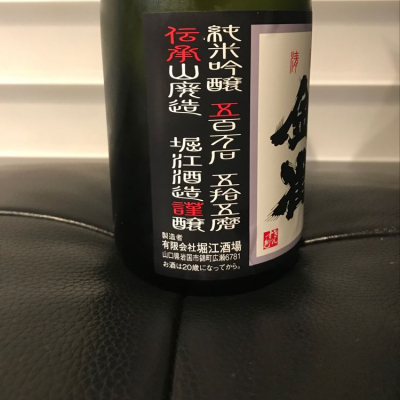 純米吟醸 五百万石 五拾五暦
伝承山廃造 堀江酒造謹醸
製造者
有限会社堀江酒場
山口県岩国市錦町広瀬6781
お酒は20歳になってから。
金